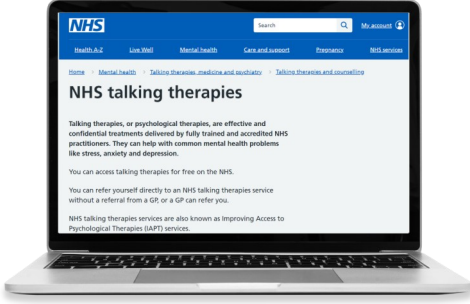 NHS
Search
My account
Health A-Z Live Well Mental health Care and support Pregnancy NHS services
Home > Mental health > Talking therapies, medicine and psychiatry > Talking therapies and counselling
NHS talking therapies
Talking therapies, or psychological therapies, are effective and
confidential treatments delivered by fully trained and accredited NHS
practitioners. They can help with common mental health problems
like stress, anxiety and depression.
You can access talking therapies for free on the NHS.
You can refer yourself directly to an NHS talking therapies service
without a referral from a GP, or a GP can refer you.
NHS talking therapies services are also known as Improving Access to
Psychological Therapies (IAPT) services.